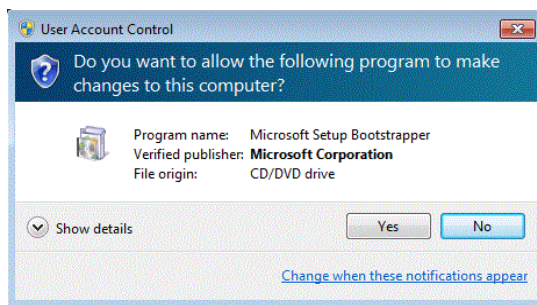 User Account Control
Do you want to allow the following program to make
changes to this computer?
Program name: Microsoft Setup Bootstrapper
Verified publisher: Microsoft Corporation
File origin: CD/DVD drive
Show details
Yes
No
Change when these notifications appear